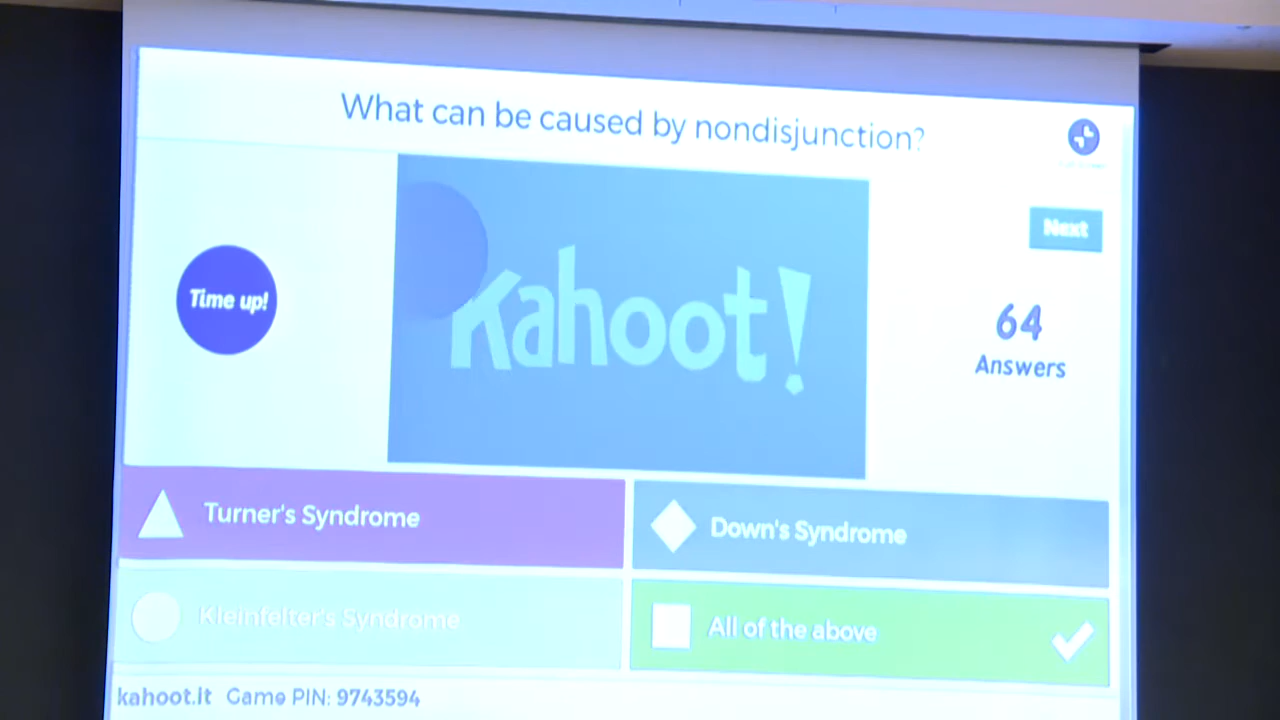 What can be caused by nondisjunction?
Next
Time up!
Kahoot!
64
Answers
Turner's Syndrome
Down's Syndrome
Kleinfelter's Syndrome
All of the above
kahoot.it Game PIN: 9743594